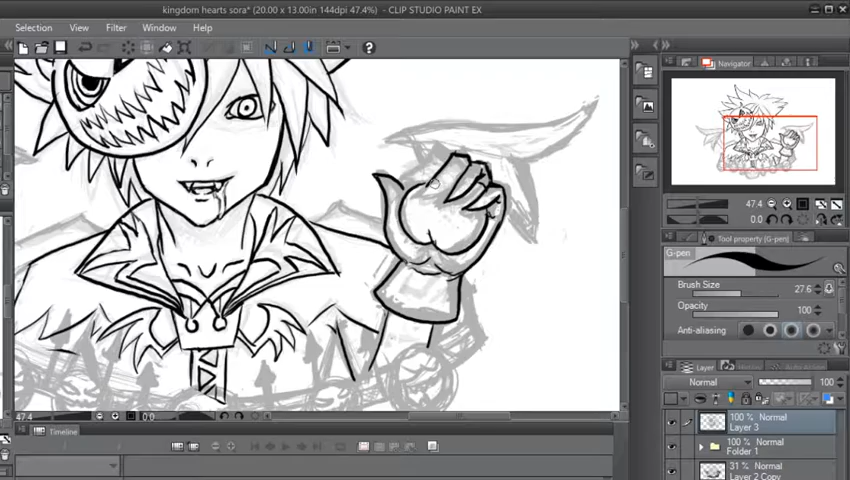 kingdom hearts sora* (20.00 x 13.00in 144dpi 47.4%) - CLIP STUDIO PAINT EX
Selection View Filter Window Help
Navigator
47.4
0.0
Tool property (G-pen)
G-pen
Brush Size 27.6
Opacity 100
Anti-aliasing
Layer
Normal 100
100 % Normal
Layer 3
100 % Normal
Folder 1
31 % Normal
Layer 2 Copy
47.4 0.0
Timeline